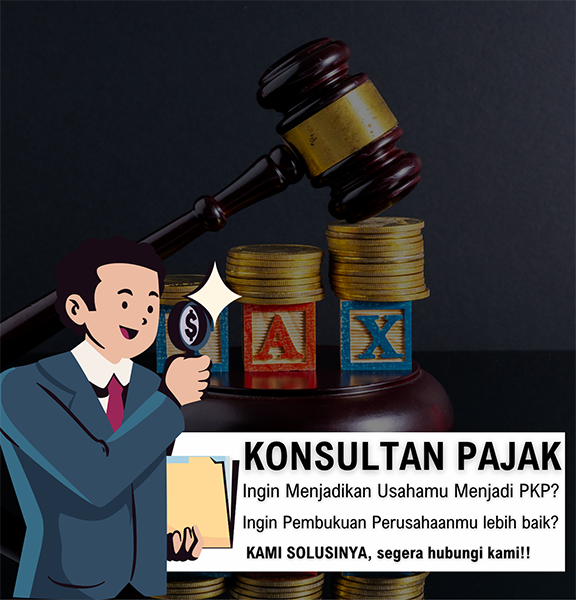 $
A X
KONSULTAN PAJAK
Ingin Menjadikan Usahamu Menjadi PKP?
Ingin Pembukuan Perusahaanmu lebih baik?
KAMI SOLUSINYA, segera hubungi kami!!